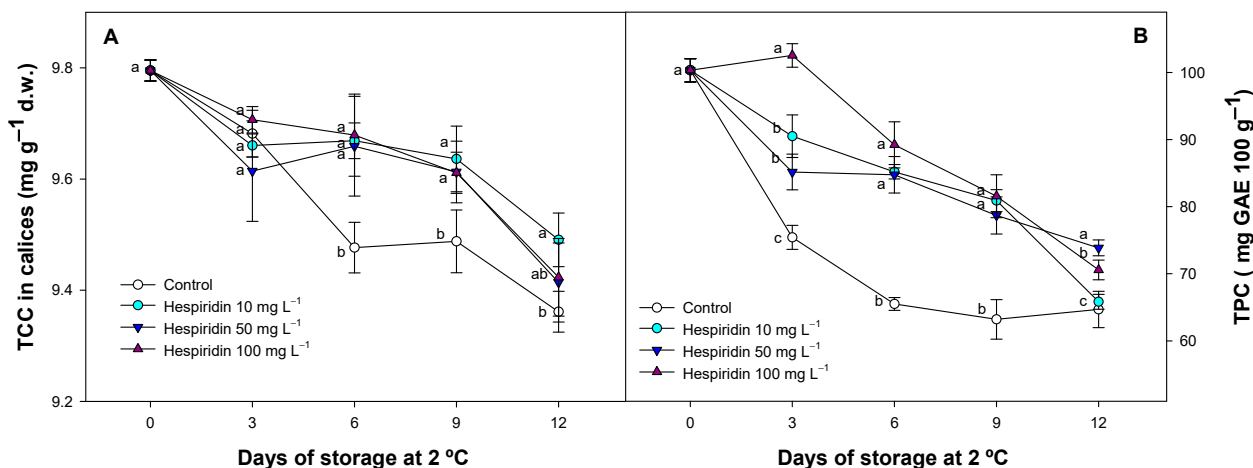 A
TCC in calices (mg g⁻¹ d.w.)
9.8
9.6
9.4
9.2
a
a
a
a
a
a
a
b
a
a
b
a
ab
b
Control
Hespiridin 10 mg L⁻¹
Hespiridin 50 mg L⁻¹
Hespiridin 100 mg L⁻¹
0 3 6 9 12
Days of storage at 2 ºC
B
a
a
b
b
c
a
a
b
a
a
b
a
b
c
Control
Hespiridin 10 mg L⁻¹
Hespiridin 50 mg L⁻¹
Hespiridin 100 mg L⁻¹
100
90
80
70
60
TPC ( mg GAE 100 g⁻¹)
0 3 6 9 12
Days of storage at 2 ºC